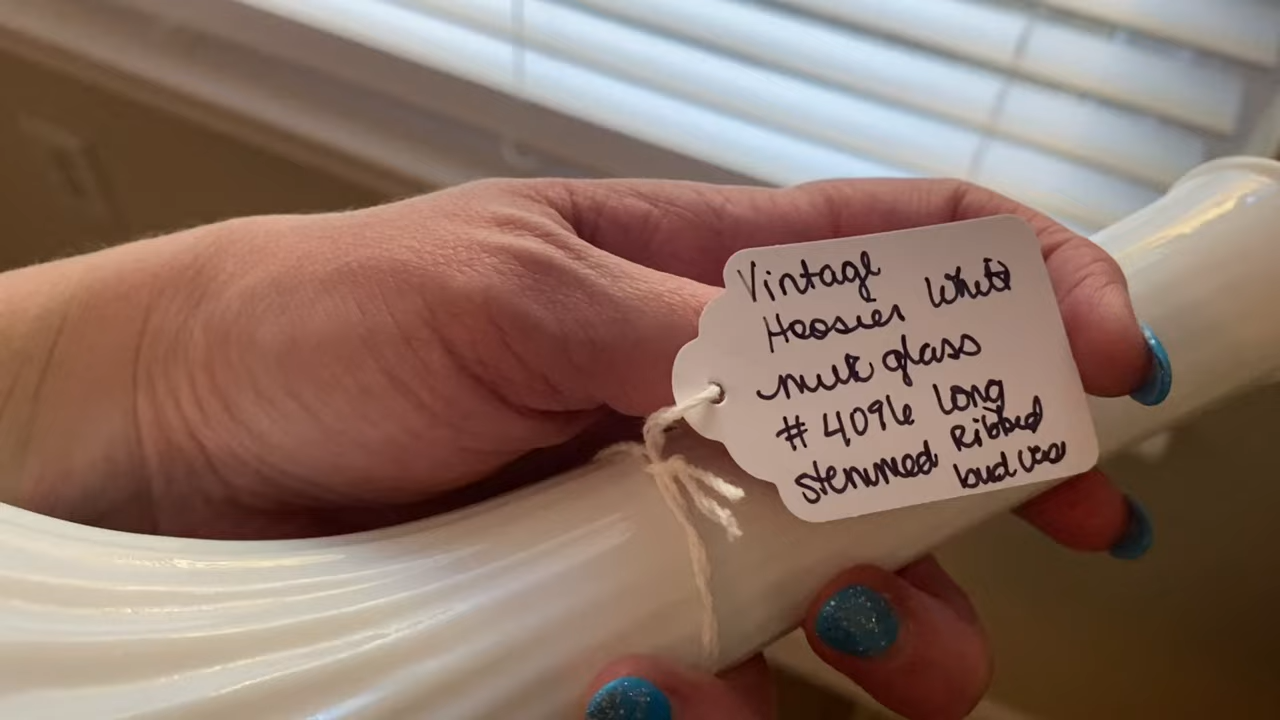 Vintage
Hoosier White
milk glass
#4096 Long
stemmed Ribbed
bud vase